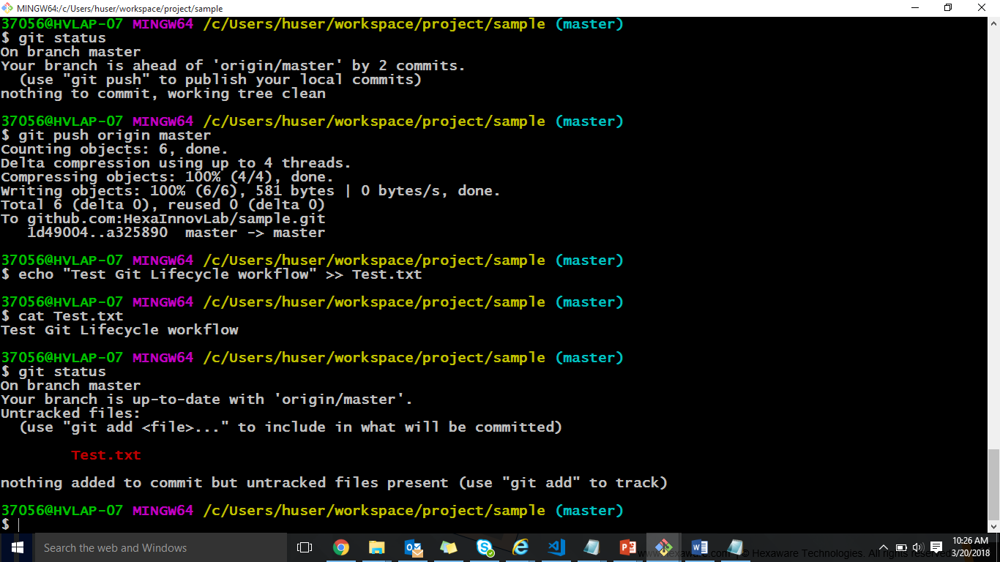 MINGW64:/c/Users/huser/workspace/project/sample
37056@HVLAP-07 MINGW64 /c/Users/huser/workspace/project/sample (master)
$ git status
On branch master
Your branch is ahead of 'origin/master' by 2 commits.
  (use "git push" to publish your local commits)
nothing to commit, working tree clean

37056@HVLAP-07 MINGW64 /c/Users/huser/workspace/project/sample (master)
$ git push origin master
Counting objects: 6, done.
Delta compression using up to 4 threads.
Compressing objects: 100% (4/4), done.
Writing objects: 100% (6/6), 581 bytes | 0 bytes/s, done.
Total 6 (delta 0), reused 0 (delta 0)
To github.com:HexaInnovLab/sample.git
   1d49004..a325890  master -> master

37056@HVLAP-07 MINGW64 /c/Users/huser/workspace/project/sample (master)
$ echo "Test Git Lifecycle workflow" >> Test.txt

37056@HVLAP-07 MINGW64 /c/Users/huser/workspace/project/sample (master)
$ cat Test.txt
Test Git Lifecycle workflow

37056@HVLAP-07 MINGW64 /c/Users/huser/workspace/project/sample (master)
$ git status
On branch master
Your branch is up-to-date with 'origin/master'.
Untracked files:
  (use "git add <file>..." to include in what will be committed)

        Test.txt

nothing added to commit but untracked files present (use "git add" to track)

37056@HVLAP-07 MINGW64 /c/Users/huser/workspace/project/sample (master)
$
Search the web and Windows
10:26 AM
www.hexaware.com | © Hexaware Technologies. All rights reserved.
3/20/2018